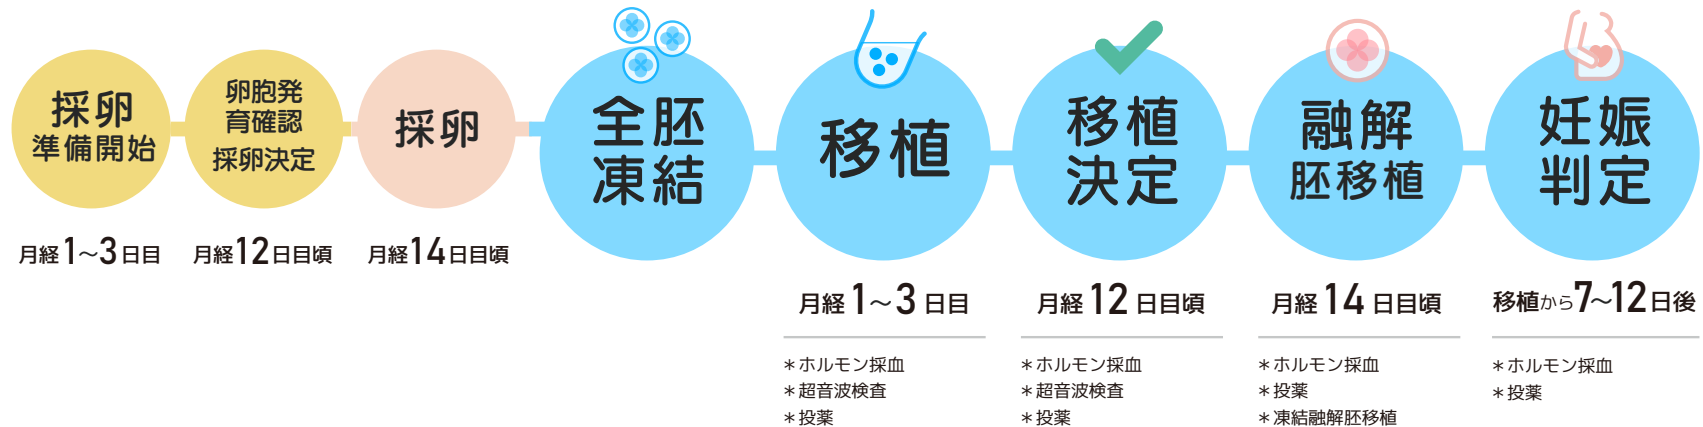 採卵
準備開始
月経1〜3日目
卵胞発
育確認
採卵決定
月経12日目頃
採卵
月経14日目頃
全胚
凍結
移植
月経 1〜3 日目
＊ホルモン採血
＊超音波検査
＊投薬
移植
決定
月経 12 日目頃
＊ホルモン採血
＊超音波検査
＊投薬
融解
胚移植
月経 14 日目頃
＊ホルモン採血
＊投薬
＊凍結融解胚移植
妊娠
判定
移植から7〜12日後
＊ホルモン採血
＊投薬